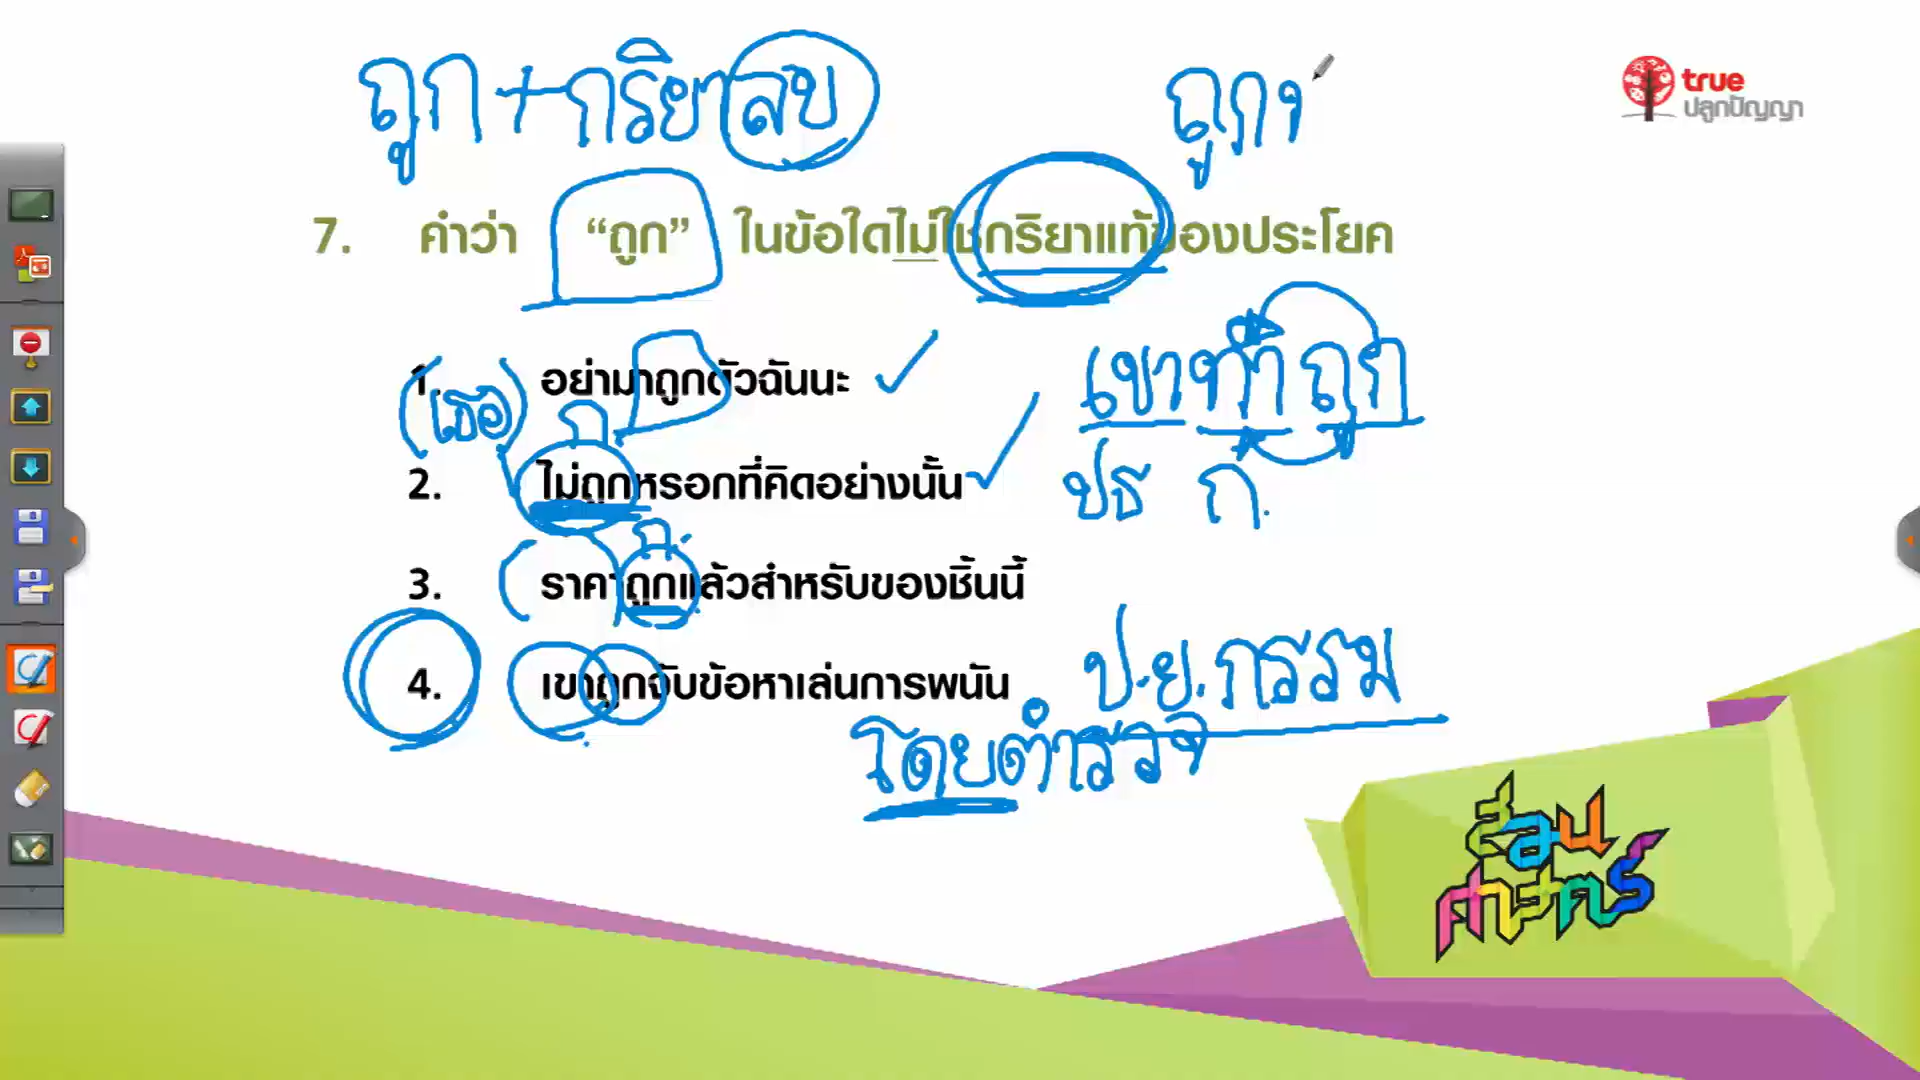 ถูก+กริยาลบ
ถูกจ
true
ปลูกปัญญา
7. คำว่า “ถูก” ในข้อใดไม่ใช่กริยาแท้ของประโยค
1. อย่ามาถูกตัวฉันนะ
เขาทำถูก
(เธอ)
ก
2. ไม่ถูกหรอกที่คิดอย่างนั้น
ปธ ก.
ก
3. ราคาถูกแล้วสำหรับของชิ้นนี้
4. เขาถูกจับข้อหาเล่นการพนัน
ป.ย.กรรม
โดยตำรวจ
สอน
ศาสตร์